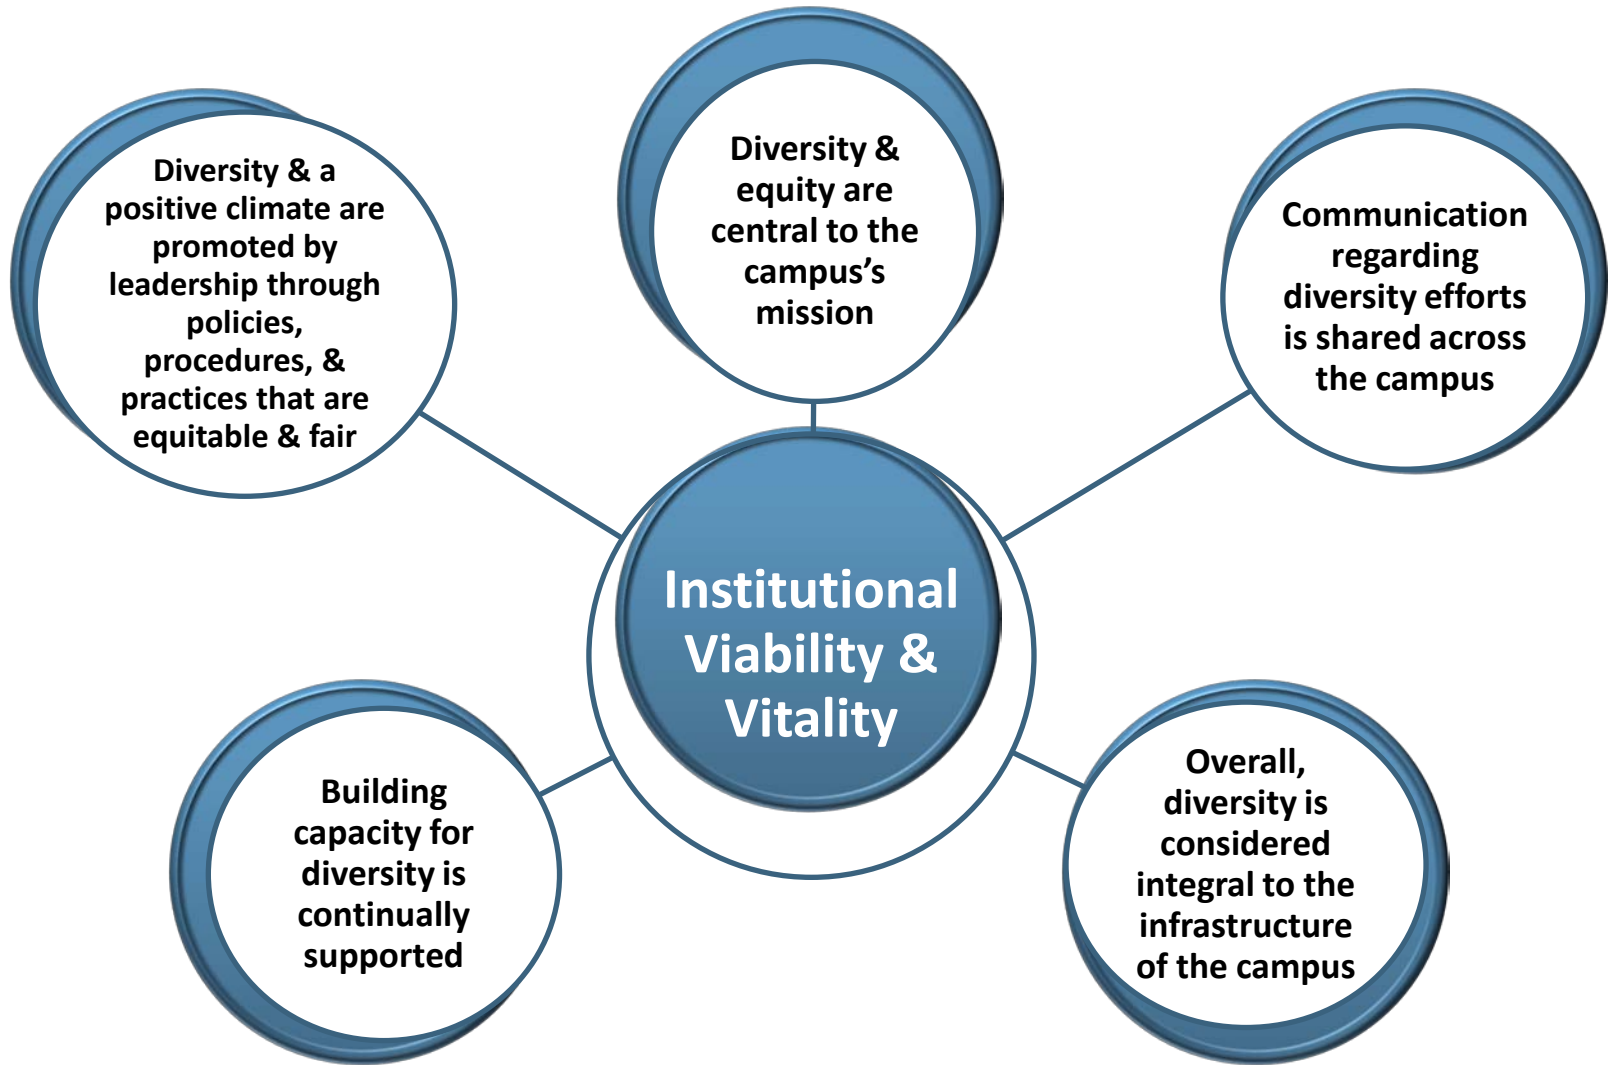 Diversity &
equity are
central to the
campus’s
mission
Diversity & a
positive climate are
promoted by
leadership through
policies,
procedures, &
practices that are
equitable & fair
Communication
regarding
diversity efforts
is shared across
the campus
Institutional
Viability &
Vitality
Building
capacity for
diversity is
continually
supported
Overall,
diversity is
considered
integral to the
infrastructure
of the campus